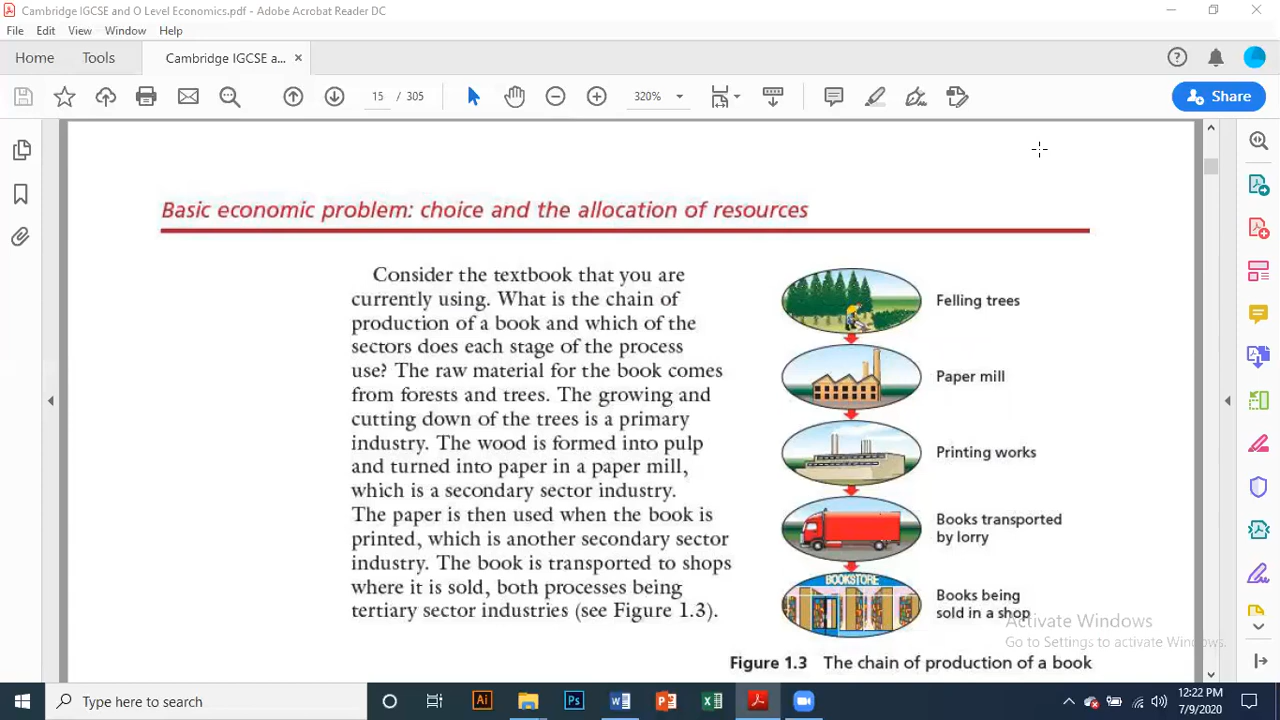 Cambridge IGCSE and O Level Economics.pdf - Adobe Acrobat Reader DC
File Edit View Window Help
Home Tools Cambridge IGCSE and a... ×
15 / 305 320% Share
Basic economic problem: choice and the allocation of resources
Consider the textbook that you are
currently using. What is the chain of
production of a book and which of the
sectors does each stage of the process
use? The raw material for the book comes
from forests and trees. The growing and
cutting down of the trees is a primary
industry. The wood is formed into pulp
and turned into paper in a paper mill,
which is a secondary sector industry.
The paper is then used when the book is
printed, which is another secondary sector
industry. The book is transported to shops
where it is sold, both processes being
tertiary sector industries (see Figure 1.3).
Felling trees
Paper mill
Printing works
Books transported
by lorry
BOOKSTORE
Books being
sold in a shop
Figure 1.3 The chain of production of a book
Activate Windows
Go to Settings to activate Windows.
Type here to search
Ai
Ps
12:22 PM
7/9/2020